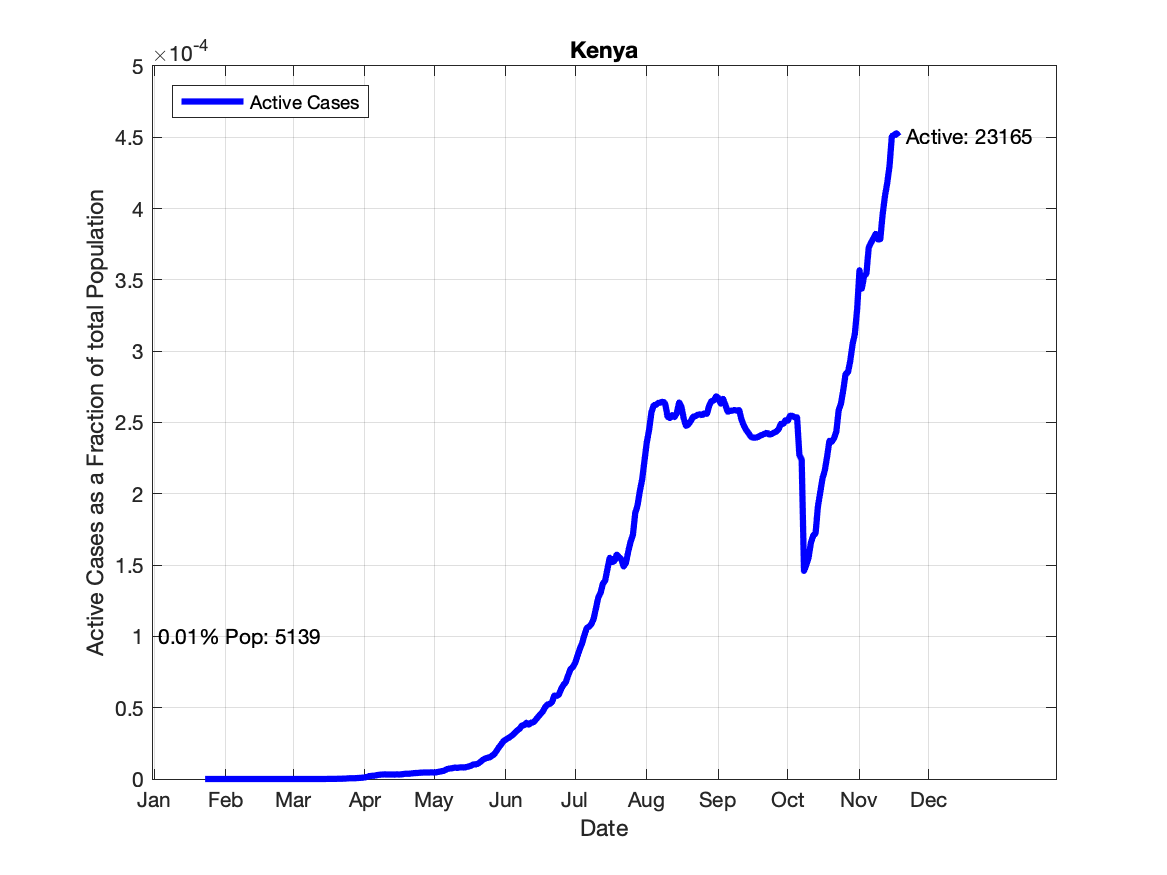 Kenya
×10-4
5
Active Cases
4.5
Active: 23165
4
3.5
3
2.5
2
1.5
1
0.01% Pop: 5139
0.5
0
Active Cases as a Fraction of total Population
Jan Feb Mar Apr May Jun Jul Aug Sep Oct Nov Dec
Date